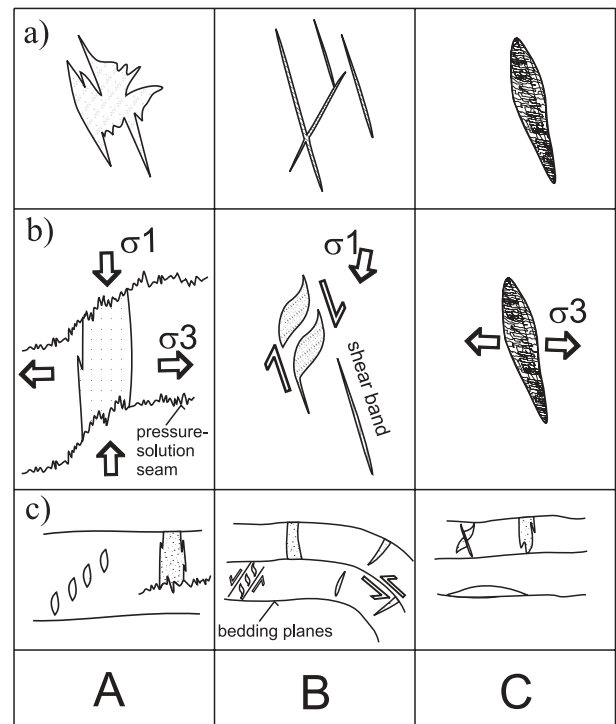 a)
b)
σ1
σ3
pressure-
solution
seam
σ1
shear band
σ3
c)
bedding planes
A
B
C